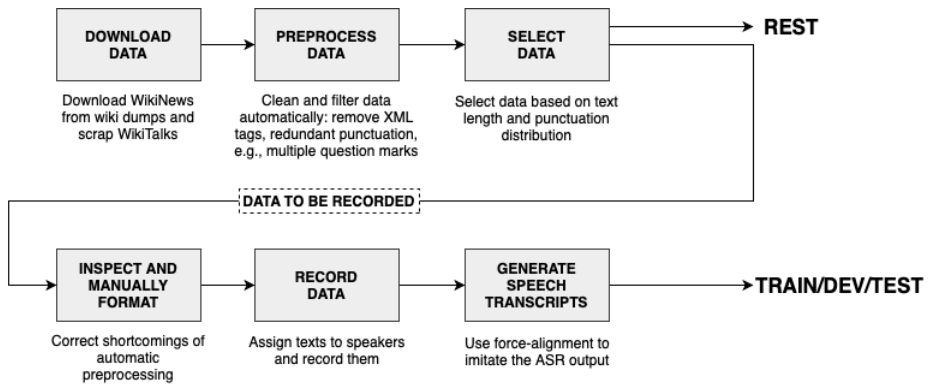 DOWNLOAD
DATA
PREPROCESS
DATA
SELECT
DATA
REST
Download WikiNews
from wiki dumps and
scrap WikiTalks
Clean and filter data
automatically: remove XML
tags, redundant punctuation,
e.g., multiple question marks
Select data based on text
length and punctuation
distribution
DATA TO BE RECORDED
INSPECT AND
MANUALLY
FORMAT
RECORD
DATA
GENERATE
SPEECH
TRANSCRIPTS
TRAIN/DEV/TEST
Correct shortcomings of
automatic
preprocessing
Assign texts to speakers
and record them
Use force-alignment to
imitate the ASR output